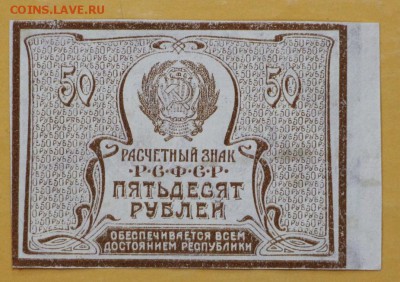 COINS.LAVE.RU
50 50
РАСЧЕТНЫЙ ЗНАК
Р•С•Ф•С•Р
ПЯТЬДЕСЯТ
РУБЛЕЙ
ОБЕСПЕЧИВАЕТСЯ ВСЕМ
ДОСТОЯНИЕМ РЕСПУБЛИКИ